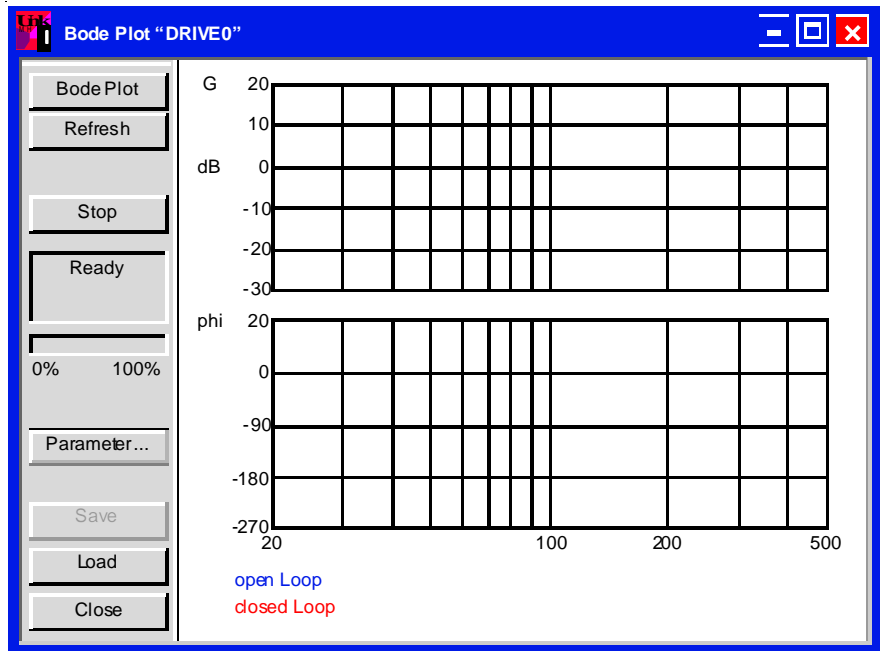 Bode Plot “DRIVE0”
Bode Plot
Refresh
Stop
Ready
0% 100%
Parameter...
Save
Load
Close
G 20
10
dB 0
-10
-20
-30
phi 20
0
-90
-180
-270
20 100 200 500
open Loop
closed Loop